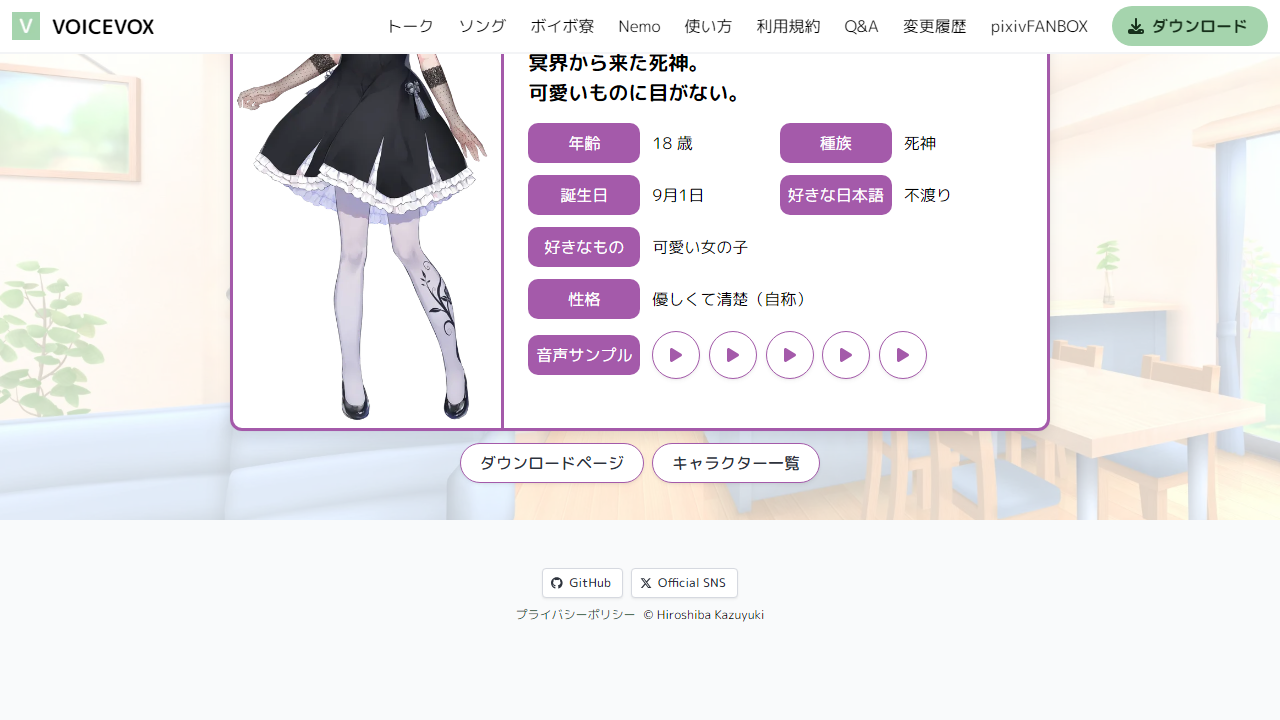 V VOICEVOX トーク ソング ボイボ寮 Nemo 使い方 利用規約 Q&A 変更履歴 pixivFANBOX ダウンロード
冥界から来た死神。
可愛いものに目がない。
年齢 18 歳 種族 死神
誕生日 9月1日 好きな日本語 不渡り
好きなもの 可愛い女の子
性格 優しくて清楚（自称）
音声サンプル
ダウンロードページ キャラクター一覧
GitHub Official SNS
プライバシーポリシー © Hiroshiba Kazuyuki